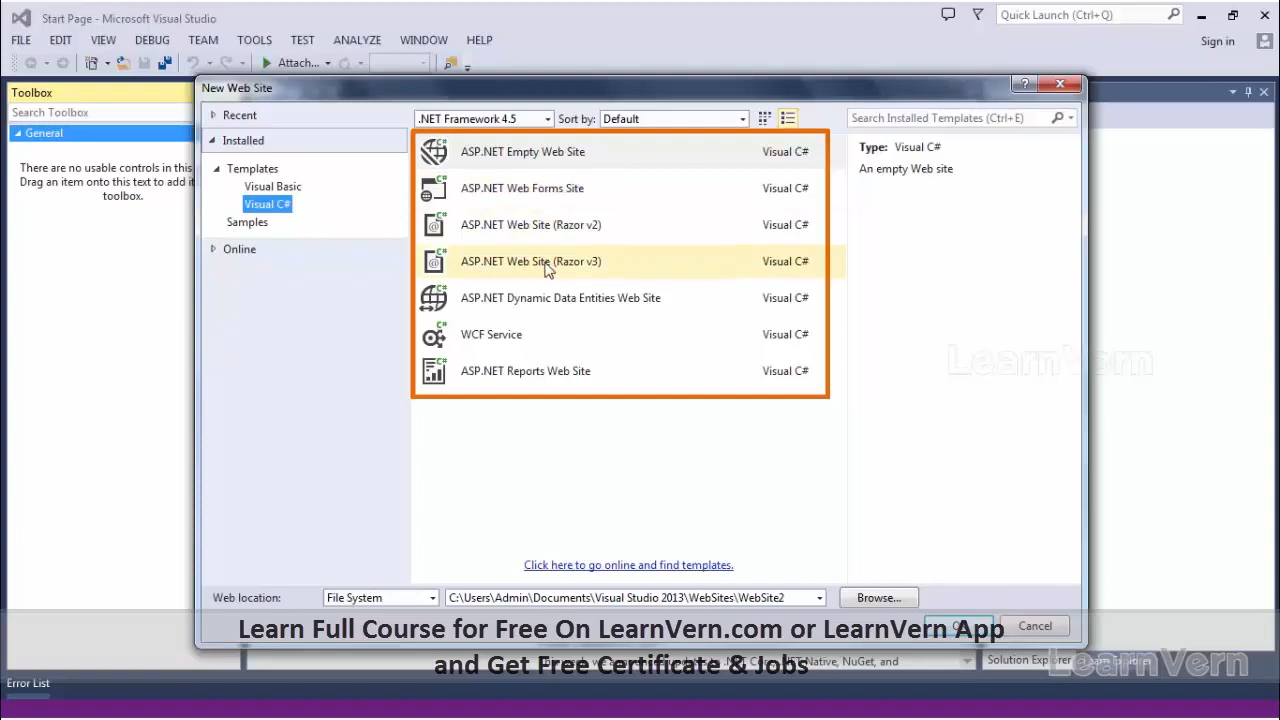 Start Page - Microsoft Visual Studio
Quick Launch (Ctrl+Q)
FILE EDIT VIEW DEBUG TEAM TOOLS TEST ANALYZE WINDOW HELP
Sign in
Attach...
Toolbox
New Web Site
Search Toolbox
Recent
.NET Framework 4.5 Sort by: Default
Search Installed Templates (Ctrl+E)
General
Installed
ASP.NET Empty Web Site Visual C#
Type: Visual C#
There are no usable controls in this
Drag an item onto this text to add it
toolbox.
Templates
An empty Web site
Visual Basic
ASP.NET Web Forms Site Visual C#
Visual C#
Samples
ASP.NET Web Site (Razor v2) Visual C#
Online
ASP.NET Web Site (Razor v3) Visual C#
ASP.NET Dynamic Data Entities Web Site Visual C#
WCF Service Visual C#
LearnVern
ASP.NET Reports Web Site Visual C#
Click here to go online and find templates.
Web location: File System C:\Users\Admin\Documents\Visual Studio 2013\WebSites\WebSite2 Browse...
Cancel
Learn Full Course for Free On LearnVern.com or LearnVern App
and Get Free Certificate & Jobs
Solution Explorer
LearnVern
Error List